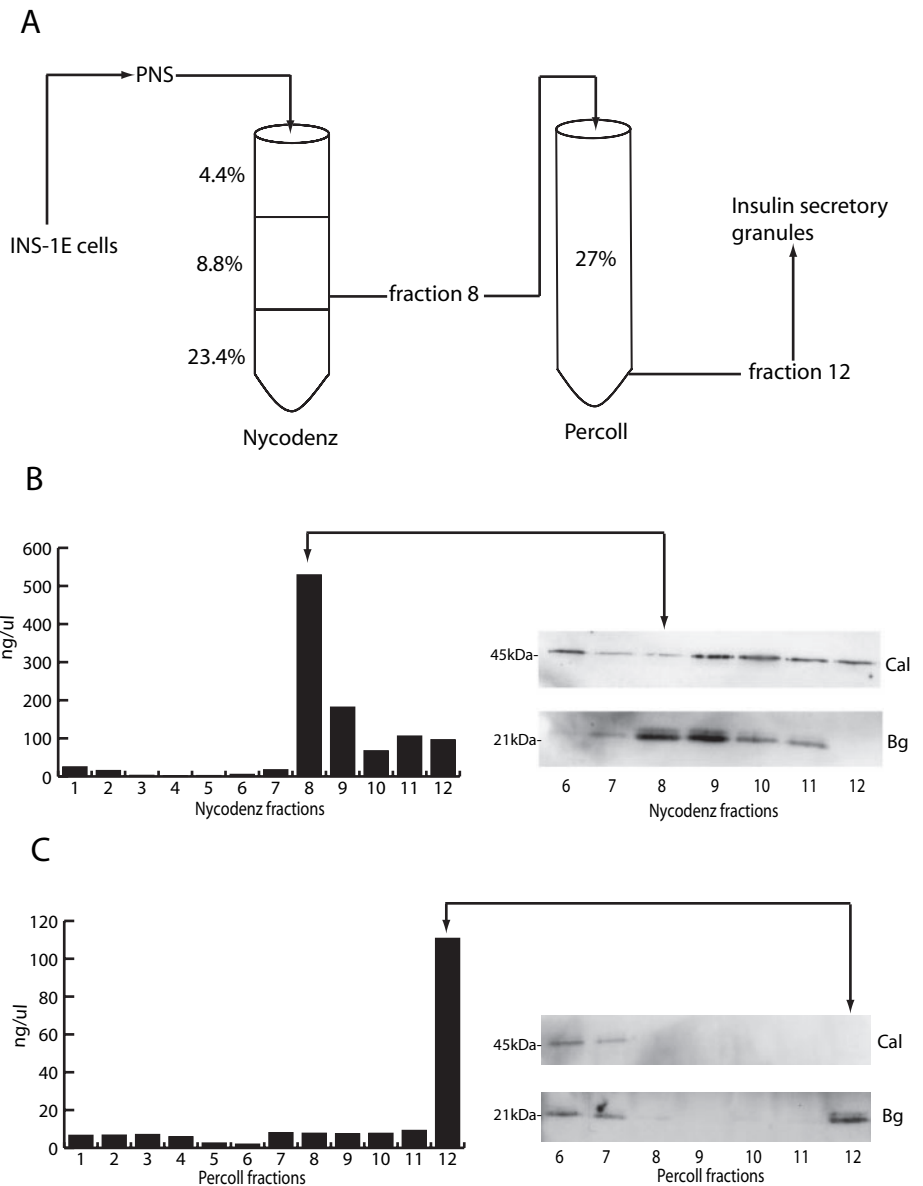 A
PNS
4.4%
8.8%
23.4%
INS-1E cells
fraction 8
27%
Insulin secretory
granules
fraction 12
Nycodenz
Percoll
B
600
500
400
300
200
100
0
ng/ul
1 2 3 4 5 6 7 8 9 10 11 12
Nycodenz fractions
45kDa-
Cal
21kDa-
Bg
6 7 8 9 10 11 12
Nycodenz fractions
C
120
100
80
60
40
20
0
ng/ul
1 2 3 4 5 6 7 8 9 10 11 12
Percoll fractions
45kDa-
Cal
21kDa-
Bg
6 7 8 9 10 11 12
Percoll fractions